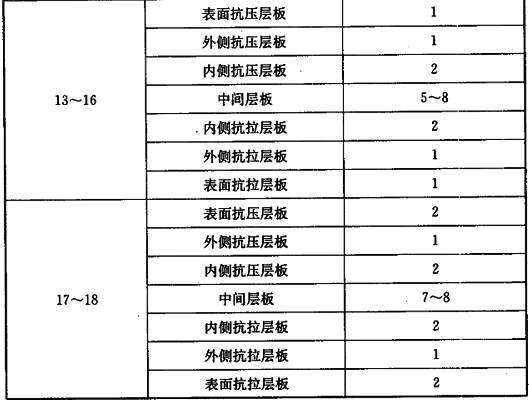 13～16
表面抗压层板 1
外侧抗压层板 1
内侧抗压层板 2
中间层板 5～8
内侧抗拉层板 2
外侧抗拉层板 1
表面抗拉层板 1
17～18
表面抗压层板 2
外侧抗压层板 1
内侧抗压层板 2
中间层板 7～8
内侧抗拉层板 2
外侧抗拉层板 1
表面抗拉层板 2